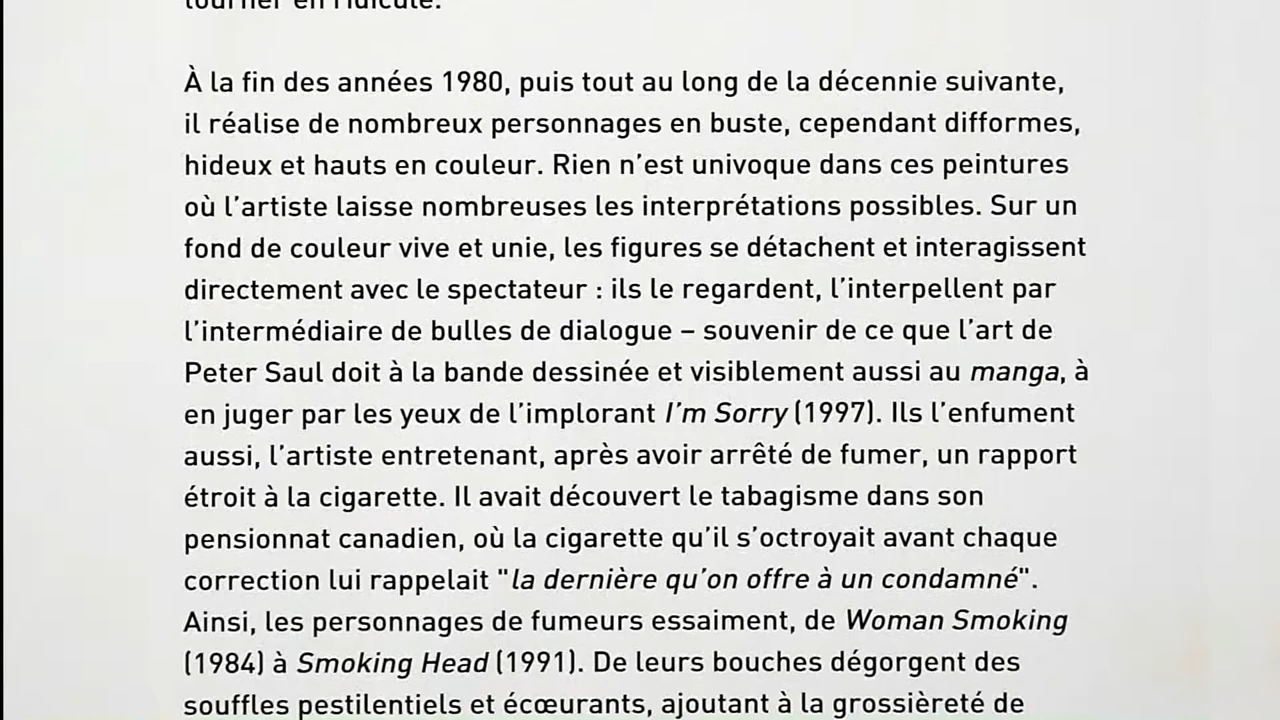 tourner en ridicule.
À la fin des années 1980, puis tout au long de la décennie suivante,
il réalise de nombreux personnages en buste, cependant difformes,
hideux et hauts en couleur. Rien n’est univoque dans ces peintures
où l’artiste laisse nombreuses les interprétations possibles. Sur un
fond de couleur vive et unie, les figures se détachent et interagissent
directement avec le spectateur : ils le regardent, l’interpellent par
l’intermédiaire de bulles de dialogue – souvenir de ce que l’art de
Peter Saul doit à la bande dessinée et visiblement aussi au manga, à
en juger par les yeux de l’implorant I’m Sorry (1997). Ils l’enfument
aussi, l’artiste entretenant, après avoir arrêté de fumer, un rapport
étroit à la cigarette. Il avait découvert le tabagisme dans son
pensionnat canadien, où la cigarette qu’il s’octroyait avant chaque
correction lui rappelait "la dernière qu’on offre à un condamné".
Ainsi, les personnages de fumeurs essaiment, de Woman Smoking
(1984) à Smoking Head (1991). De leurs bouches dégorgent des
souffles pestilentiels et écœurants, ajoutant à la grossièreté de